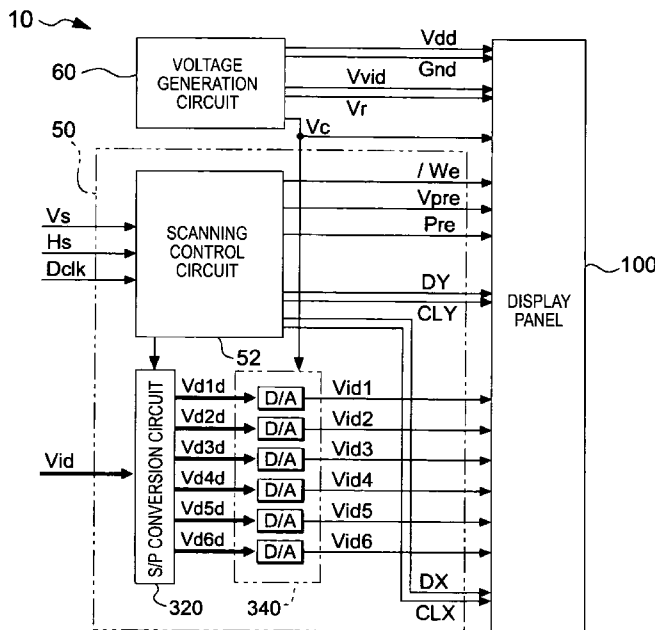 10
60
VOLTAGE
GENERATION
CIRCUIT
Vdd
Gnd
Vvid
Vr
Vc
50
/ We
Vpre
Pre
SCANNING
CONTROL
CIRCUIT
Vs
Hs
Dclk
DY
CLY
52
100
DISPLAY
PANEL
S/P CONVERSION CIRCUIT
Vid
Vd1d
D/A
Vid1
Vd2d
D/A
Vid2
Vd3d
D/A
Vid3
Vd4d
D/A
Vid4
Vd5d
D/A
Vid5
Vd6d
D/A
Vid6
DX
CLX
320
340